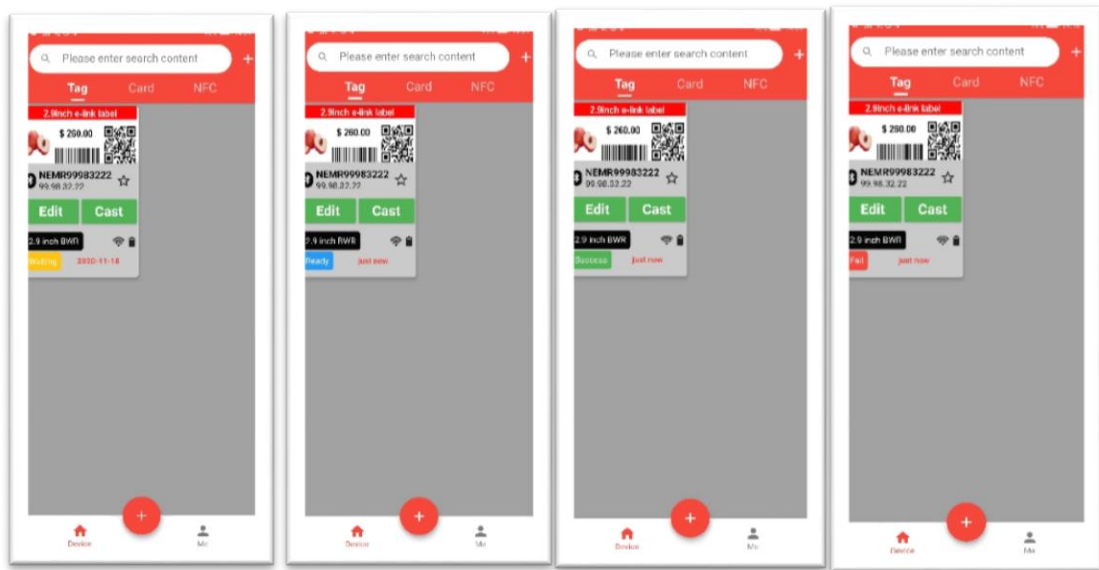 Please enter search content +
Tag Card NFC
2.9inch e-link label
$ 260.00
NEMR99983222
99.98.32.22
Edit Cast
2.9 inch BWR
Waiting 2020-11-18
+
Device Me
Please enter search content +
Tag Card NFC
2.9inch e-link label
$ 260.00
NEMR99983222
99.98.32.22
Edit Cast
2.9 inch BWR
Ready just now
+
Device Me
Please enter search content +
Tag Card NFC
2.9inch e-link label
$ 260.00
NEMR99983222
99.98.32.22
Edit Cast
2.9 inch BWR
Success just now
+
Device Me
Please enter search content +
Tag Card NFC
2.9inch e-link label
$ 260.00
NEMR99983222
99.98.32.22
Edit Cast
2.9 inch BWR
Fail just now
+
Device Me